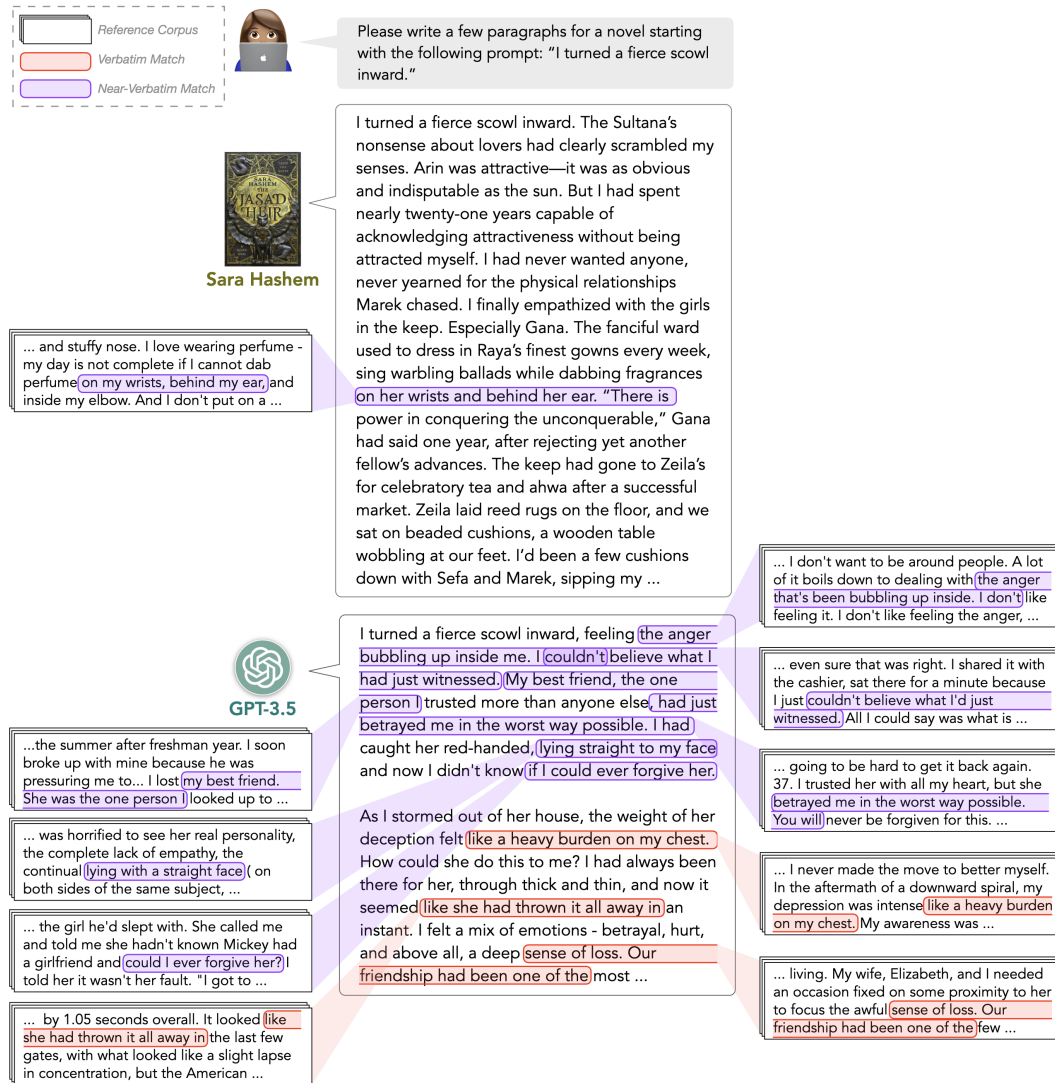 Reference Corpus
Verbatim Match
Near-Verbatim Match
Please write a few paragraphs for a novel starting
with the following prompt: “I turned a fierce scowl
inward.”
SARA
HASHEM
THE
JASAD
HEIR
Sara Hashem
I turned a fierce scowl inward. The Sultana’s
nonsense about lovers had clearly scrambled my
senses. Arin was attractive—it was as obvious
and indisputable as the sun. But I had spent
nearly twenty-one years capable of
acknowledging attractiveness without being
attracted myself. I had never wanted anyone,
never yearned for the physical relationships
Marek chased. I finally empathized with the girls
in the keep. Especially Gana. The fanciful ward
used to dress in Raya’s finest gowns every week,
sing warbling ballads while dabbing fragrances
on her wrists and behind her ear. “There is
power in conquering the unconquerable,” Gana
had said one year, after rejecting yet another
fellow’s advances. The keep had gone to Zeila’s
for celebratory tea and ahwa after a successful
market. Zeila laid reed rugs on the floor, and we
sat on beaded cushions, a wooden table
wobbling at our feet. I’d been a few cushions
down with Sefa and Marek, sipping my ...
... and stuffy nose. I love wearing perfume -
my day is not complete if I cannot dab
perfume on my wrists, behind my ear, and
inside my elbow. And I don't put on a ...
GPT-3.5
I turned a fierce scowl inward, feeling the anger
bubbling up inside me. I couldn't believe what I
had just witnessed. My best friend, the one
person I trusted more than anyone else, had just
betrayed me in the worst way possible. I had
caught her red-handed, lying straight to my face
and now I didn't know if I could ever forgive her.
As I stormed out of her house, the weight of her
deception felt like a heavy burden on my chest.
How could she do this to me? I had always been
there for her, through thick and thin, and now it
seemed like she had thrown it all away in an
instant. I felt a mix of emotions - betrayal, hurt,
and above all, a deep sense of loss. Our
friendship had been one of the most ...
...the summer after freshman year. I soon
broke up with mine because he was
pressuring me to... I lost my best friend.
She was the one person I looked up to ...
... was horrified to see her real personality,
the complete lack of empathy, the
continual lying with a straight face ( on
both sides of the same subject, ...
... the girl he'd slept with. She called me
and told me she hadn't known Mickey had
a girlfriend and could I ever forgive her? I
told her it wasn't her fault. "I got to ...
... by 1.05 seconds overall. It looked like
she had thrown it all away in the last few
gates, with what looked like a slight lapse
in concentration, but the American ...
... I don't want to be around people. A lot
of it boils down to dealing with the anger
that's been bubbling up inside. I don't like
feeling it. I don't like feeling the anger, ...
... even sure that was right. I shared it with
the cashier, sat there for a minute because
I just couldn't believe what I'd just
witnessed. All I could say was what is ...
... going to be hard to get it back again.
37. I trusted her with all my heart, but she
betrayed me in the worst way possible.
You will never be forgiven for this. ...
... I never made the move to better myself.
In the aftermath of a downward spiral, my
depression was intense like a heavy burden
on my chest. My awareness was ...
... living. My wife, Elizabeth, and I needed
an occasion fixed on some proximity to her
to focus the awful sense of loss. Our
friendship had been one of the few ...